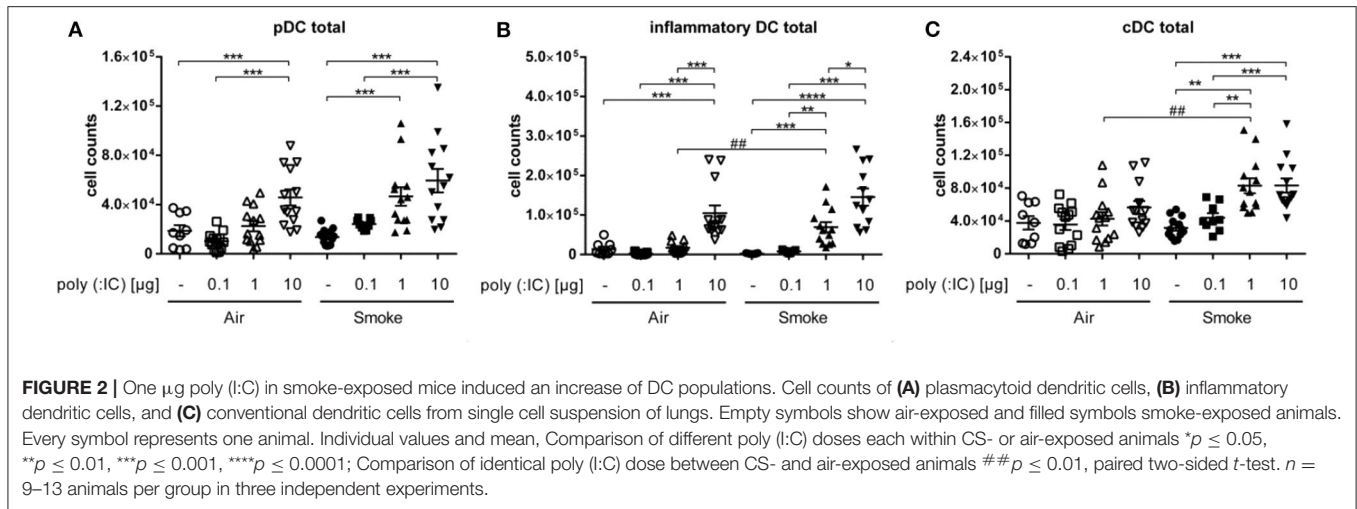 A pDC total
1.6×10⁵
1.2×10⁵
8.0×10⁴
4.0×10⁴
0
cell counts
*** *** *** *** ***
poly (:IC) [µg] - 0.1 1 10 - 0.1 1 10
Air Smoke
B inflammatory DC total
5.0×10⁵
4.0×10⁵
3.0×10⁵
2.0×10⁵
1.0×10⁵
0
cell counts
*** *
*** ***
*** ****
**
***
##
poly (:IC) [µg] - 0.1 1 10 - 0.1 1 10
Air Smoke
C cDC total
2.4×10⁵
2.0×10⁵
1.6×10⁵
1.2×10⁵
8.0×10⁴
4.0×10⁴
0
cell counts
***
***
**
**
##
poly (:IC) [µg] - 0.1 1 10 - 0.1 1 10
Air Smoke
FIGURE 2 | One µg poly (I:C) in smoke-exposed mice induced an increase of DC populations. Cell counts of (A) plasmacytoid dendritic cells, (B) inflammatory
dendritic cells, and (C) conventional dendritic cells from single cell suspension of lungs. Empty symbols show air-exposed and filled symbols smoke-exposed animals.
Every symbol represents one animal. Individual values and mean, Comparison of different poly (I:C) doses each within CS- or air-exposed animals *p ≤ 0.05,
**p ≤ 0.01, ***p ≤ 0.001, ****p ≤ 0.0001; Comparison of identical poly (I:C) dose between CS- and air-exposed animals ##p ≤ 0.01, paired two-sided t-test. n =
9–13 animals per group in three independent experiments.